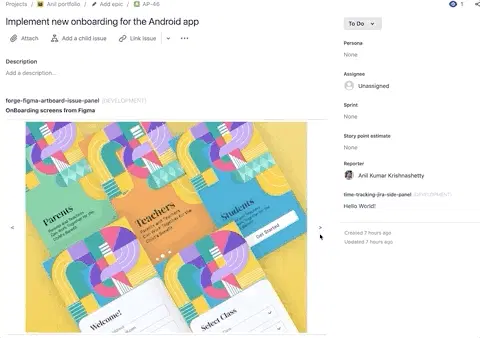 Projects / Anil portfolio / Add epic / AP-66
1
Implement new onboarding for the Android app
Attach Add a child issue Link issue
Description
Add a description...
forge-figma-artboard-issue-panel (DEVELOPMENT)
OnBoarding screens from Figma
Parents
Teachers
Students
Get Started
Welcome!
Select Class
To Do
Persona
None
Assignee
Unassigned
Sprint
None
Story point estimate
None
Reporter
Anil Kumar Krishnashetty
time-tracking-jira-side-panel (DEVELOPMENT)
Hello World!
Created 7 hours ago
Updated 7 hours ago